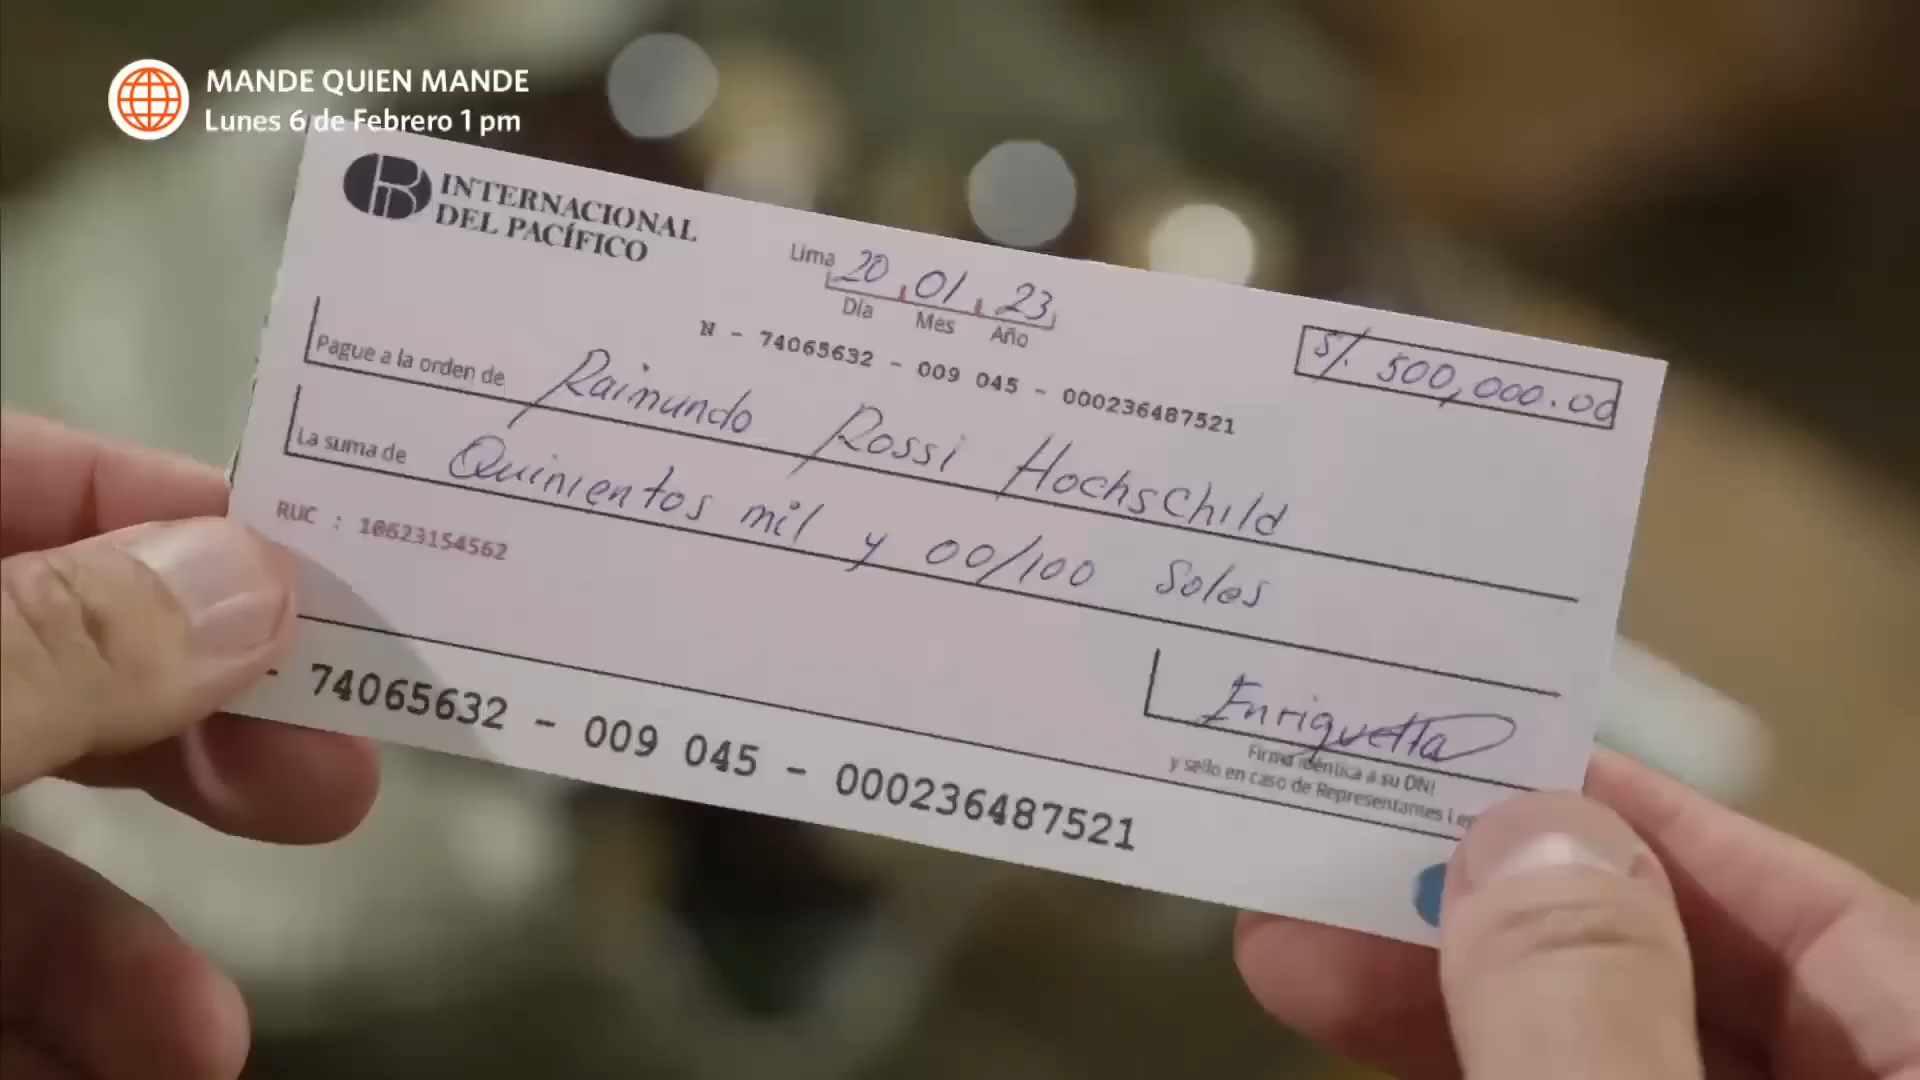 MANDE QUIEN MANDE
Lunes 6 de Febrero 1 pm
INTERNACIONAL
DEL PACÍFICO
Lima 20 01 23
Día Mes Año
N - 74065632 - 009 045 - 000236487521
S/. 500,000.00
Pague a la orden de Raimundo Rossi Hochschild
La suma de Quinientos mil y 00/100 Soles
RUC : 10623154562
Enriquetta
Firma idéntica a su DNI
y sello en caso de Representantes
- 74065632 - 009 045 - 000236487521